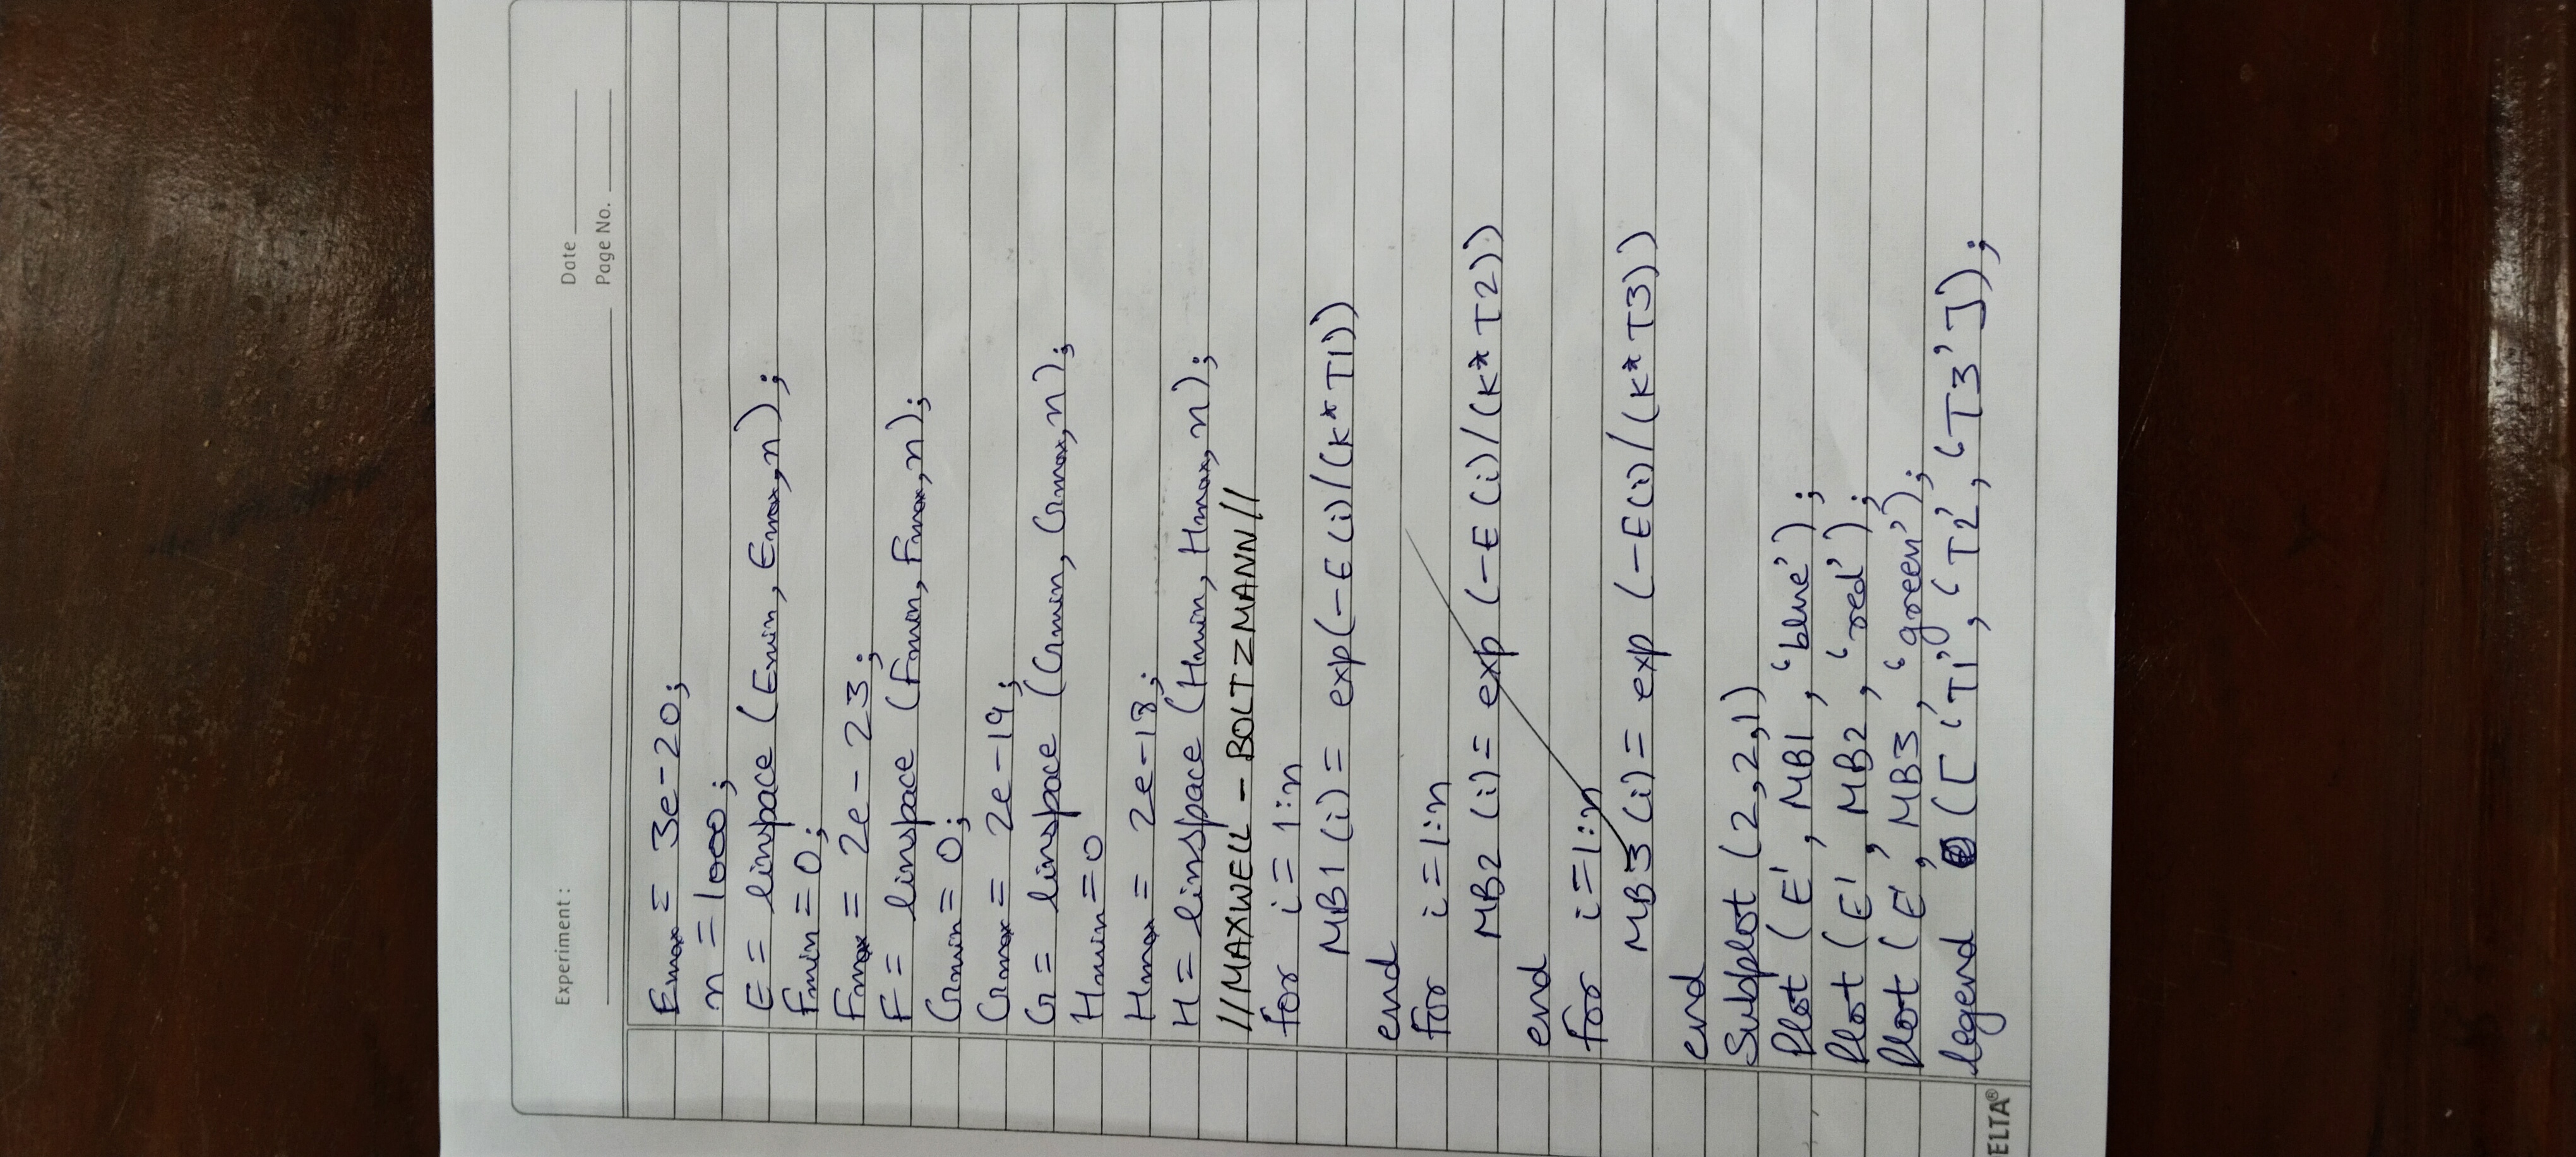 Experiment :
Date
Page No.
Emax = 3e-20;
n = 1000;
E = linspace (Emin, Emax,n);
Fmin = 0;
Fmax = 2e-23;
F = linspace (Fmin, Fmax,n);
Gmin = 0;
Gmax = 2e-19;
G = linspace (Gmin, Gmax,n);
Hmin=0
Hmax = 2e-18;
H = linspace (Hmin, Hmax, n);
//MAXWELL - BOLTZMANN//
for i = 1:n
MB1 (i) = exp(-E(i)/(K*T1))
end
for i=1:n
MB2 (i) = exp (-E(i)/(K*T2))
end
for i=1:n
MB3 (i) = exp (-E(i)/(K*T3))
end
Subplot (2,2,1)
Plot (E', MB1, 'blue');
Plot (E', MB2, 'red');
Plot (E', MB3, 'green');
legend (['T1', 'T2', 'T3']);
ELTA®